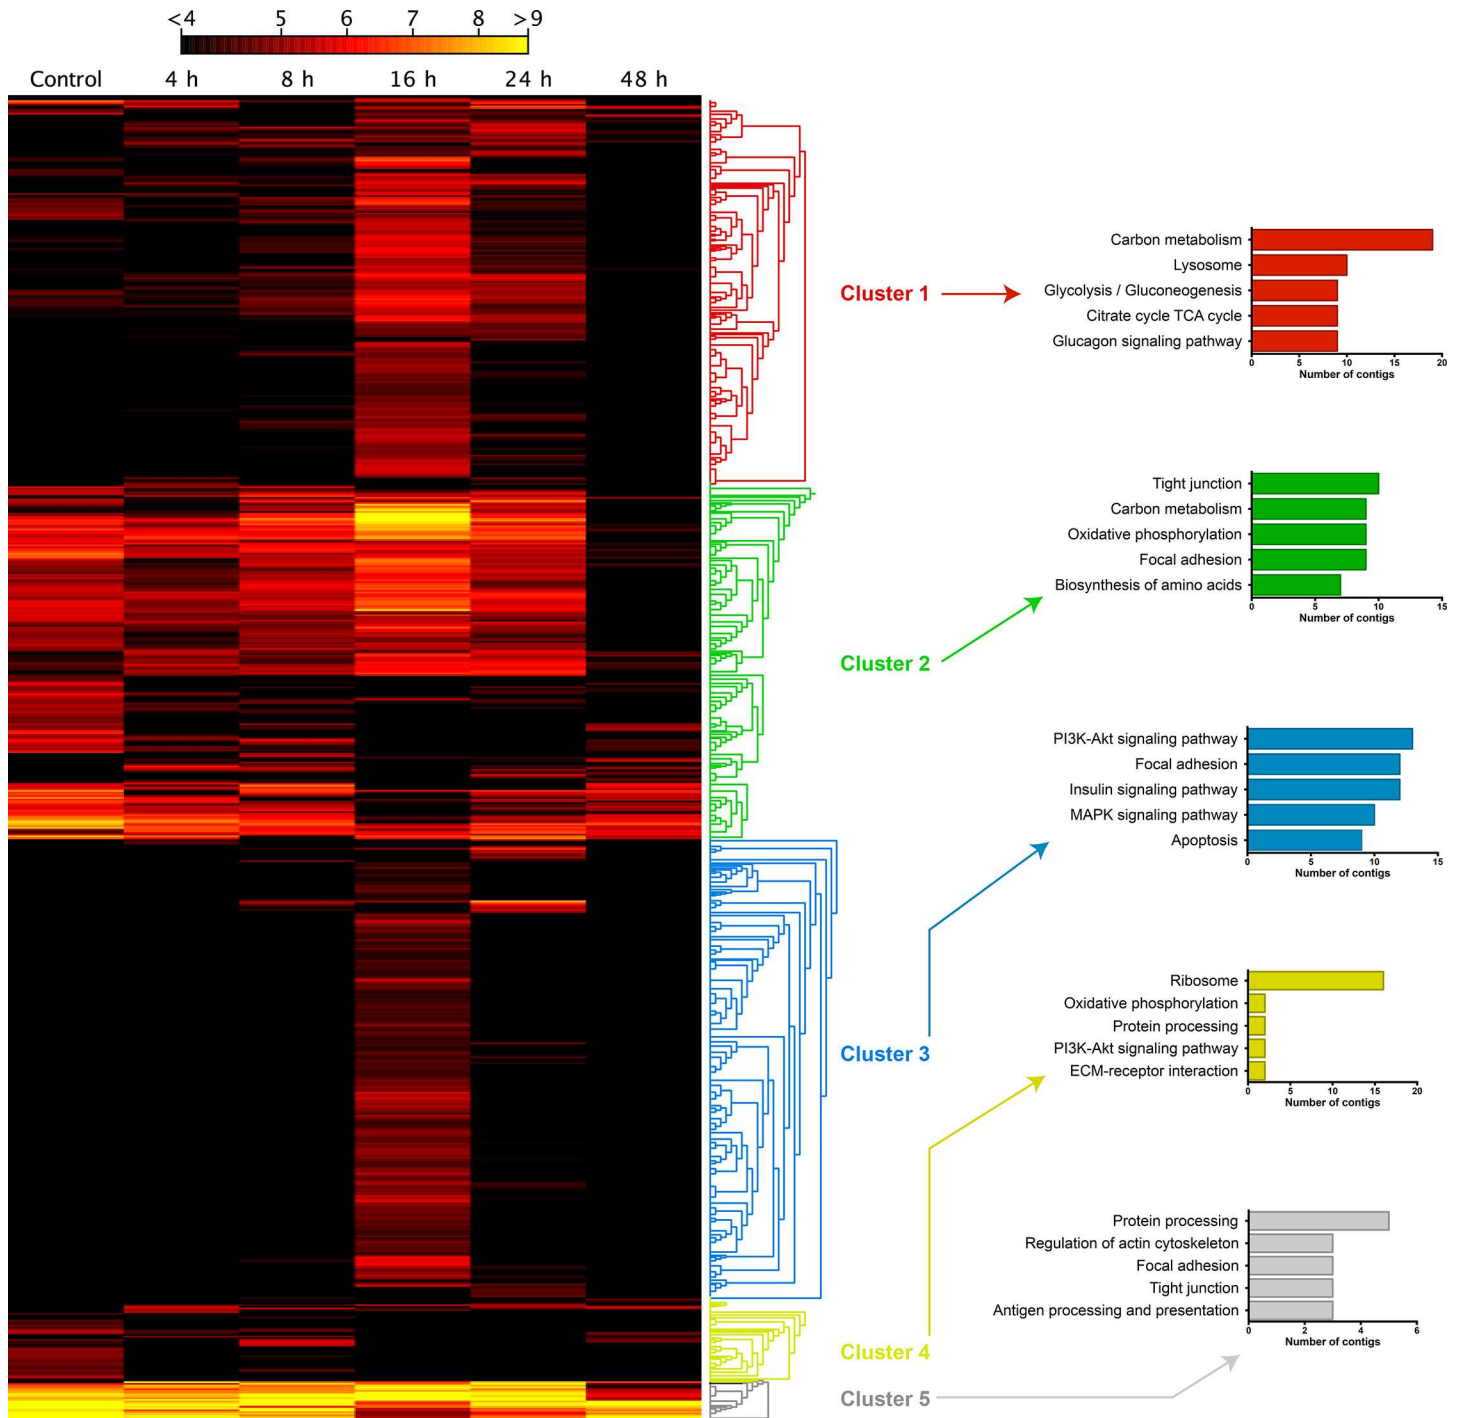 <4 5 6 7 8 >9
Control 4 h 8 h 16 h 24 h 48 h
Cluster 1
Carbon metabolism
Lysosome
Glycolysis / Gluconeogenesis
Citrate cycle TCA cycle
Glucagon signaling pathway
0 5 10 15 20
Number of contigs
Cluster 2
Tight junction
Carbon metabolism
Oxidative phosphorylation
Focal adhesion
Biosynthesis of amino acids
0 5 10 15
Number of contigs
Cluster 3
PI3K-Akt signaling pathway
Focal adhesion
Insulin signaling pathway
MAPK signaling pathway
Apoptosis
0 5 10 15
Number of contigs
Cluster 4
Ribosome
Oxidative phosphorylation
Protein processing
PI3K-Akt signaling pathway
ECM-receptor interaction
0 5 10 15 20
Number of contigs
Cluster 5
Protein processing
Regulation of actin cytoskeleton
Focal adhesion
Tight junction
Antigen processing and presentation
0 2 4 6
Number of contigs